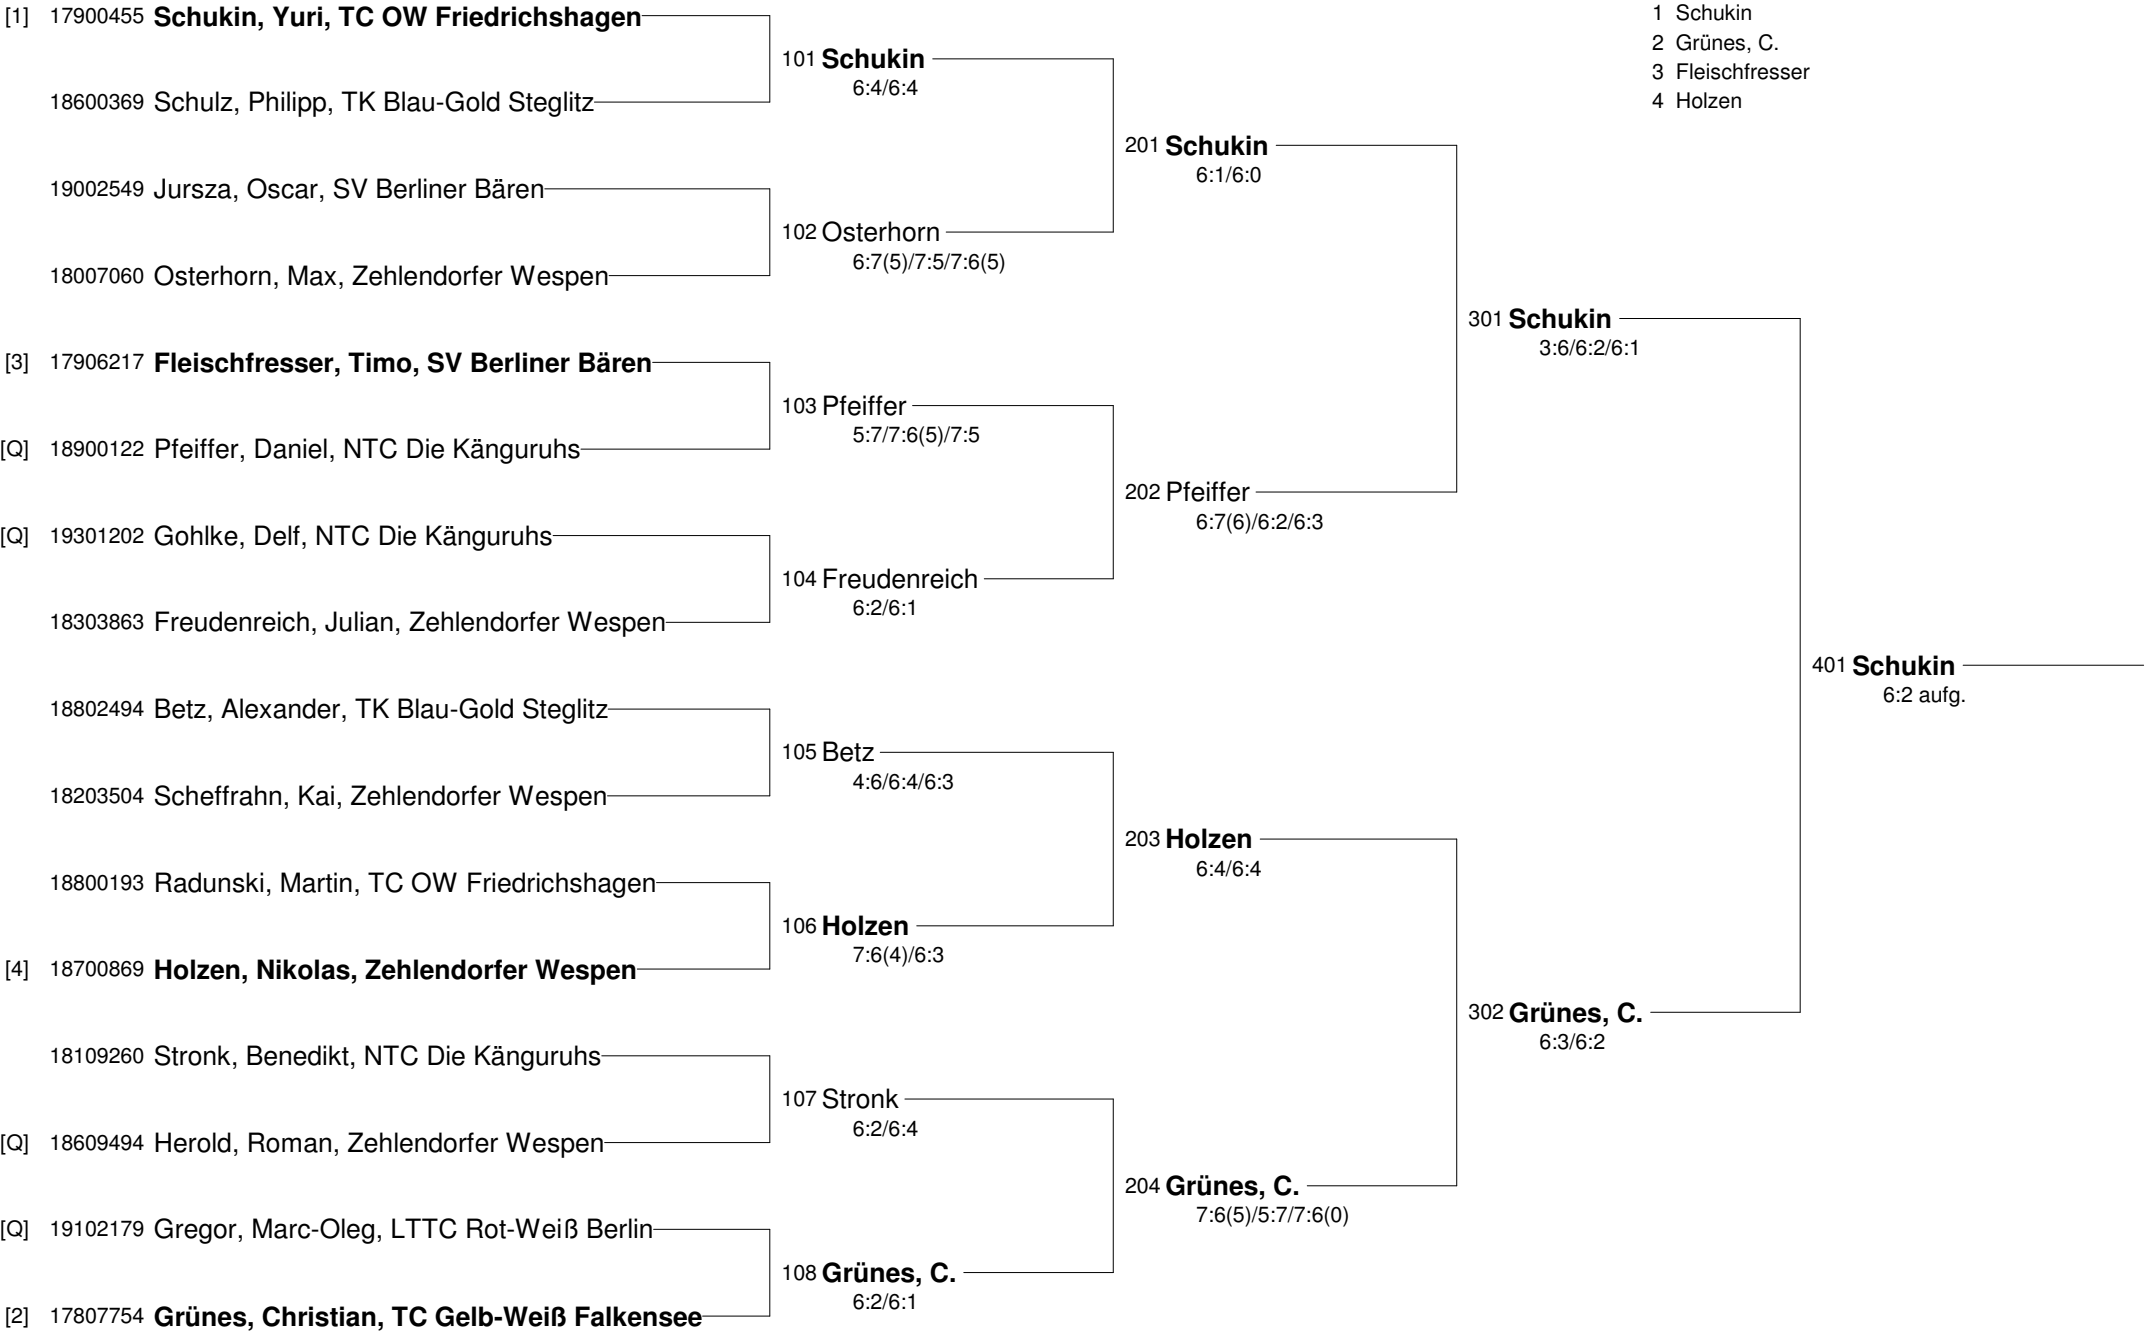 [1] 17900455 Schukin, Yuri, TC OW Friedrichshagen
18600369 Schulz, Philipp, TK Blau-Gold Steglitz
19002549 Jursza, Oscar, SV Berliner Bären
18007060 Osterhorn, Max, Zehlendorfer Wespen
[3] 17906217 Fleischfresser, Timo, SV Berliner Bären
[Q] 18900122 Pfeiffer, Daniel, NTC Die Känguruhs
[Q] 19301202 Gohlke, Delf, NTC Die Känguruhs
18303863 Freudenreich, Julian, Zehlendorfer Wespen
18802494 Betz, Alexander, TK Blau-Gold Steglitz
18203504 Scheffrahn, Kai, Zehlendorfer Wespen
18800193 Radunski, Martin, TC OW Friedrichshagen
[4] 18700869 Holzen, Nikolas, Zehlendorfer Wespen
18109260 Stronk, Benedikt, NTC Die Känguruhs
[Q] 18609494 Herold, Roman, Zehlendorfer Wespen
[Q] 19102179 Gregor, Marc-Oleg, LTTC Rot-Weiß Berlin
[2] 17807754 Grünes, Christian, TC Gelb-Weiß Falkensee
101 Schukin
6:4/6:4
102 Osterhorn
6:7(5)/7:5/7:6(5)
103 Pfeiffer
5:7/7:6(5)/7:5
104 Freudenreich
6:2/6:1
105 Betz
4:6/6:4/6:3
106 Holzen
7:6(4)/6:3
107 Stronk
6:2/6:4
108 Grünes, C.
6:2/6:1
201 Schukin
6:1/6:0
202 Pfeiffer
6:7(6)/6:2/6:3
203 Holzen
6:4/6:4
204 Grünes, C.
7:6(5)/5:7/7:6(0)
301 Schukin
3:6/6:2/6:1
302 Grünes, C.
6:3/6:2
401 Schukin
6:2 aufg.
1 Schukin
2 Grünes, C.
3 Fleischfresser
4 Holzen